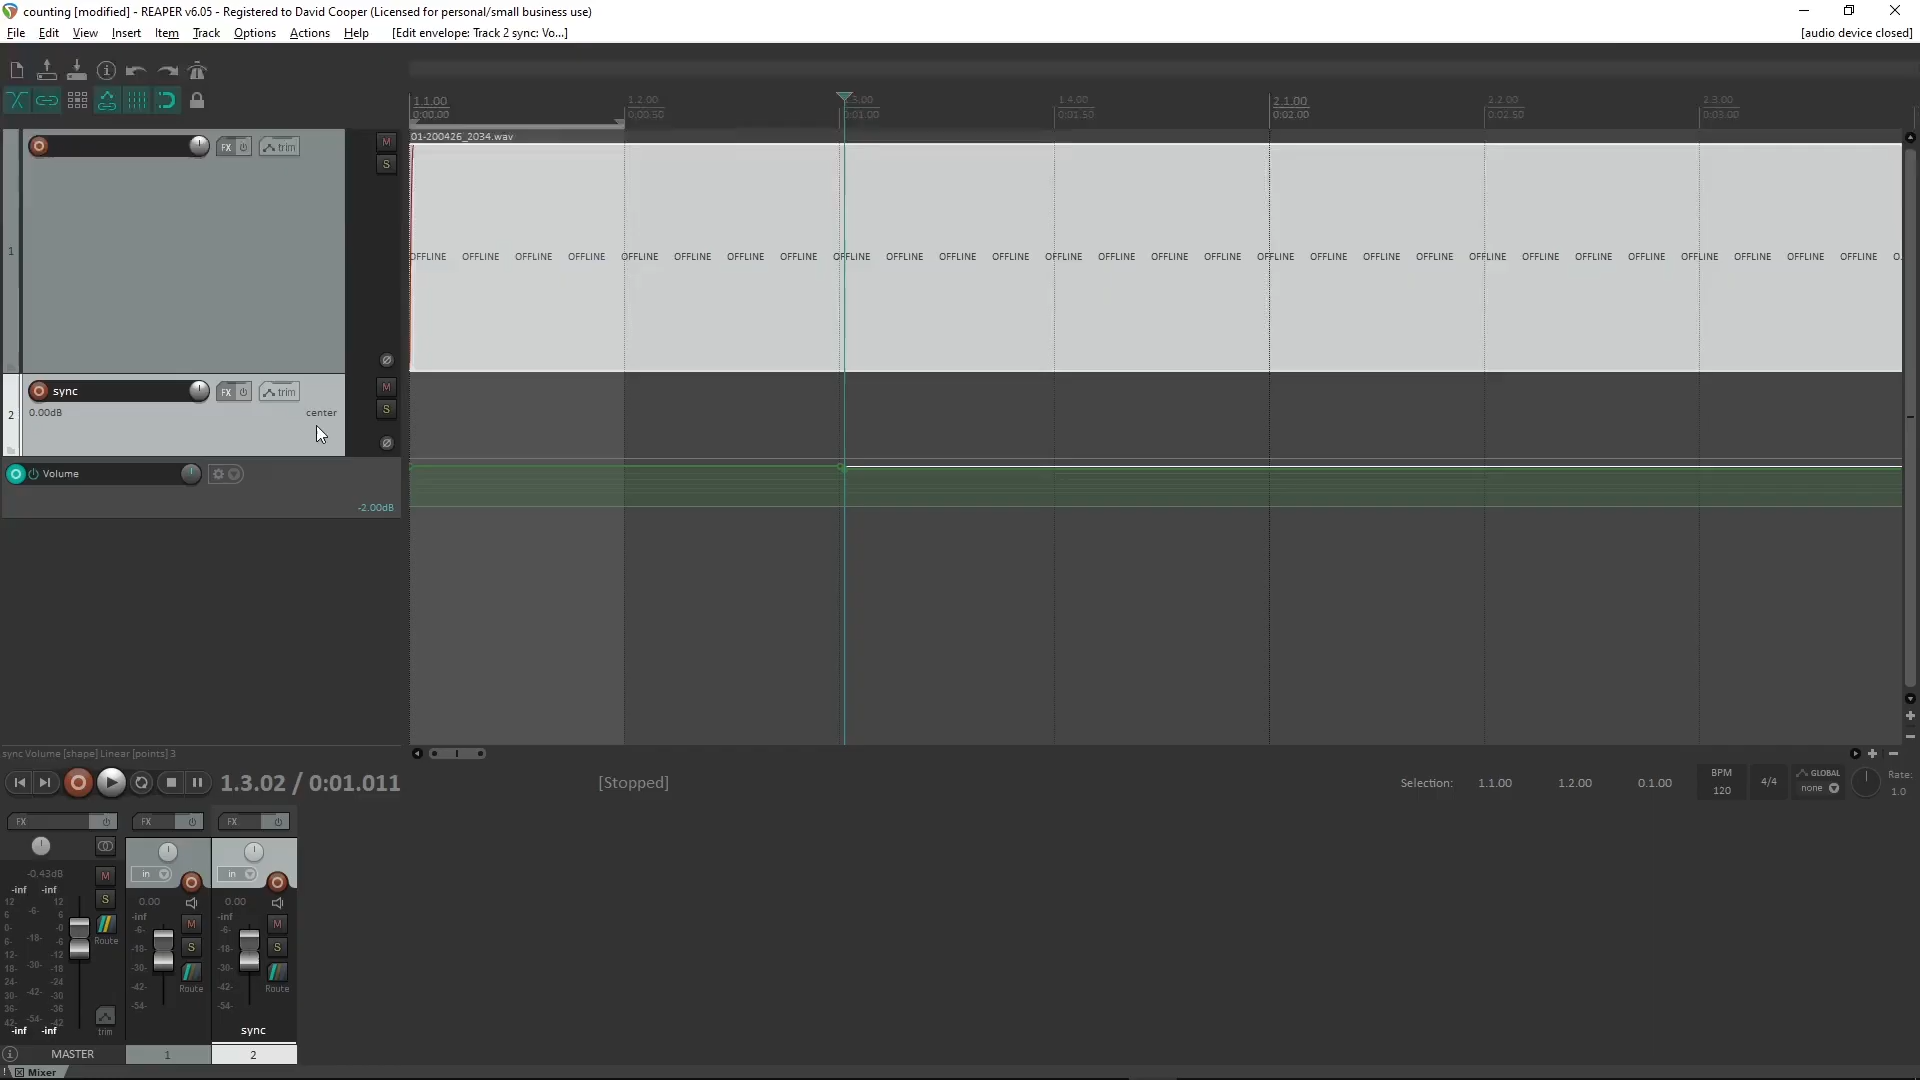 counting [modified] - REAPER v6.05 - Registered to David Cooper (Licensed for personal/small business use)
File Edit View Insert Item Track Options Actions Help [Edit envelope: Track 2 sync: Vo...] [audio device closed]
1.1.00 1.2.00 1.3.00 1.4.00 2.1.00 2.2.00 2.3.00
0:00.00 0:00.50 0:01.00 0:01.50 0:02.00 0:02.50 0:03.00
01-200426_2034.wav
FX trim M
S
1
OFFLINE OFFLINE OFFLINE OFFLINE OFFLINE OFFLINE OFFLINE OFFLINE OFFLINE OFFLINE OFFLINE OFFLINE OFFLINE OFFLINE OFFLINE OFFLINE OFFLINE OFFLINE OFFLINE OFFLINE OFFLINE OFFLINE OFFLINE OFFLINE OFFLINE OFFLINE OFFLINE OFFLINE O
sync FX trim M
0.00dB center S
2
Volume
-2.00dB
sync Volume [shape] Linear [points] 3
1.3.02 / 0:01.011 [Stopped] Selection: 1.1.00 1.2.00 0.1.00 BPM 120 4/4 GLOBAL none Rate: 1.0
FX FX FX
in in
-0.43dB M 0.00 0.00
-inf -inf S -inf -inf
12 12
6 -6- 6 -6- M -6- M
0- -0 Route
6- -18- -6 -18- S -18- S
12- -12
18- -30- -18 -30- -30-
24- -24 -42- Route -42- Route
30- -42- -30
36- -36 -54- -54-
42- -54- -42
-inf -inf trim sync
MASTER 1 2
! Mixer